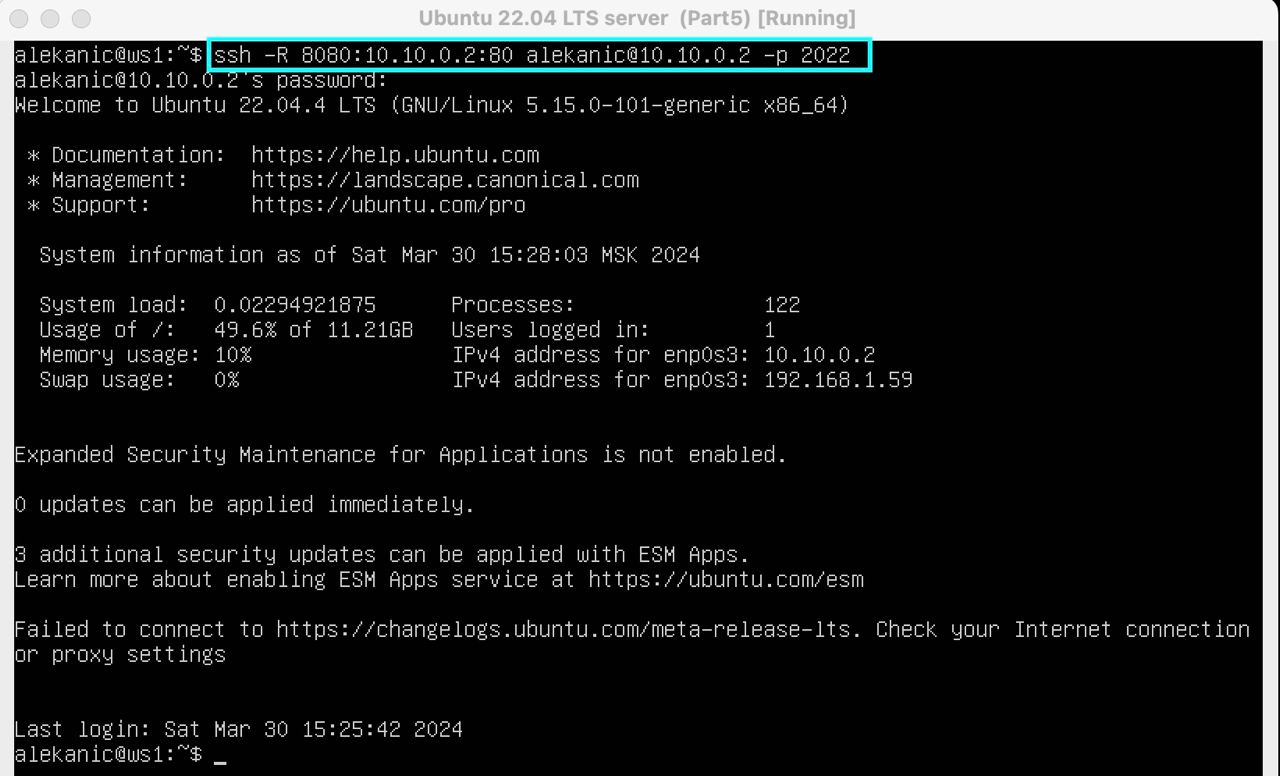 Ubuntu 22.04 LTS server (Part5) [Running]
alekanic@ws1:~$ ssh -R 8080:10.10.0.2:80 alekanic@10.10.0.2 -p 2022
alekanic@10.10.0.2's password:
Welcome to Ubuntu 22.04.4 LTS (GNU/Linux 5.15.0-101-generic x86_64)
* Documentation: https://help.ubuntu.com
* Management: https://landscape.canonical.com
* Support: https://ubuntu.com/pro
System information as of Sat Mar 30 15:28:03 MSK 2024
System load: 0.02294921875 Processes: 122
Usage of /: 49.6% of 11.21GB Users logged in: 1
Memory usage: 10% IPv4 address for enp0s3: 10.10.0.2
Swap usage: 0% IPv4 address for enp0s3: 192.168.1.59
Expanded Security Maintenance for Applications is not enabled.
0 updates can be applied immediately.
3 additional security updates can be applied with ESM Apps.
Learn more about enabling ESM Apps service at https://ubuntu.com/esm
Failed to connect to https://changelogs.ubuntu.com/meta-release-lts. Check your Internet connection
or proxy settings
Last login: Sat Mar 30 15:25:42 2024
alekanic@ws1:~$ _